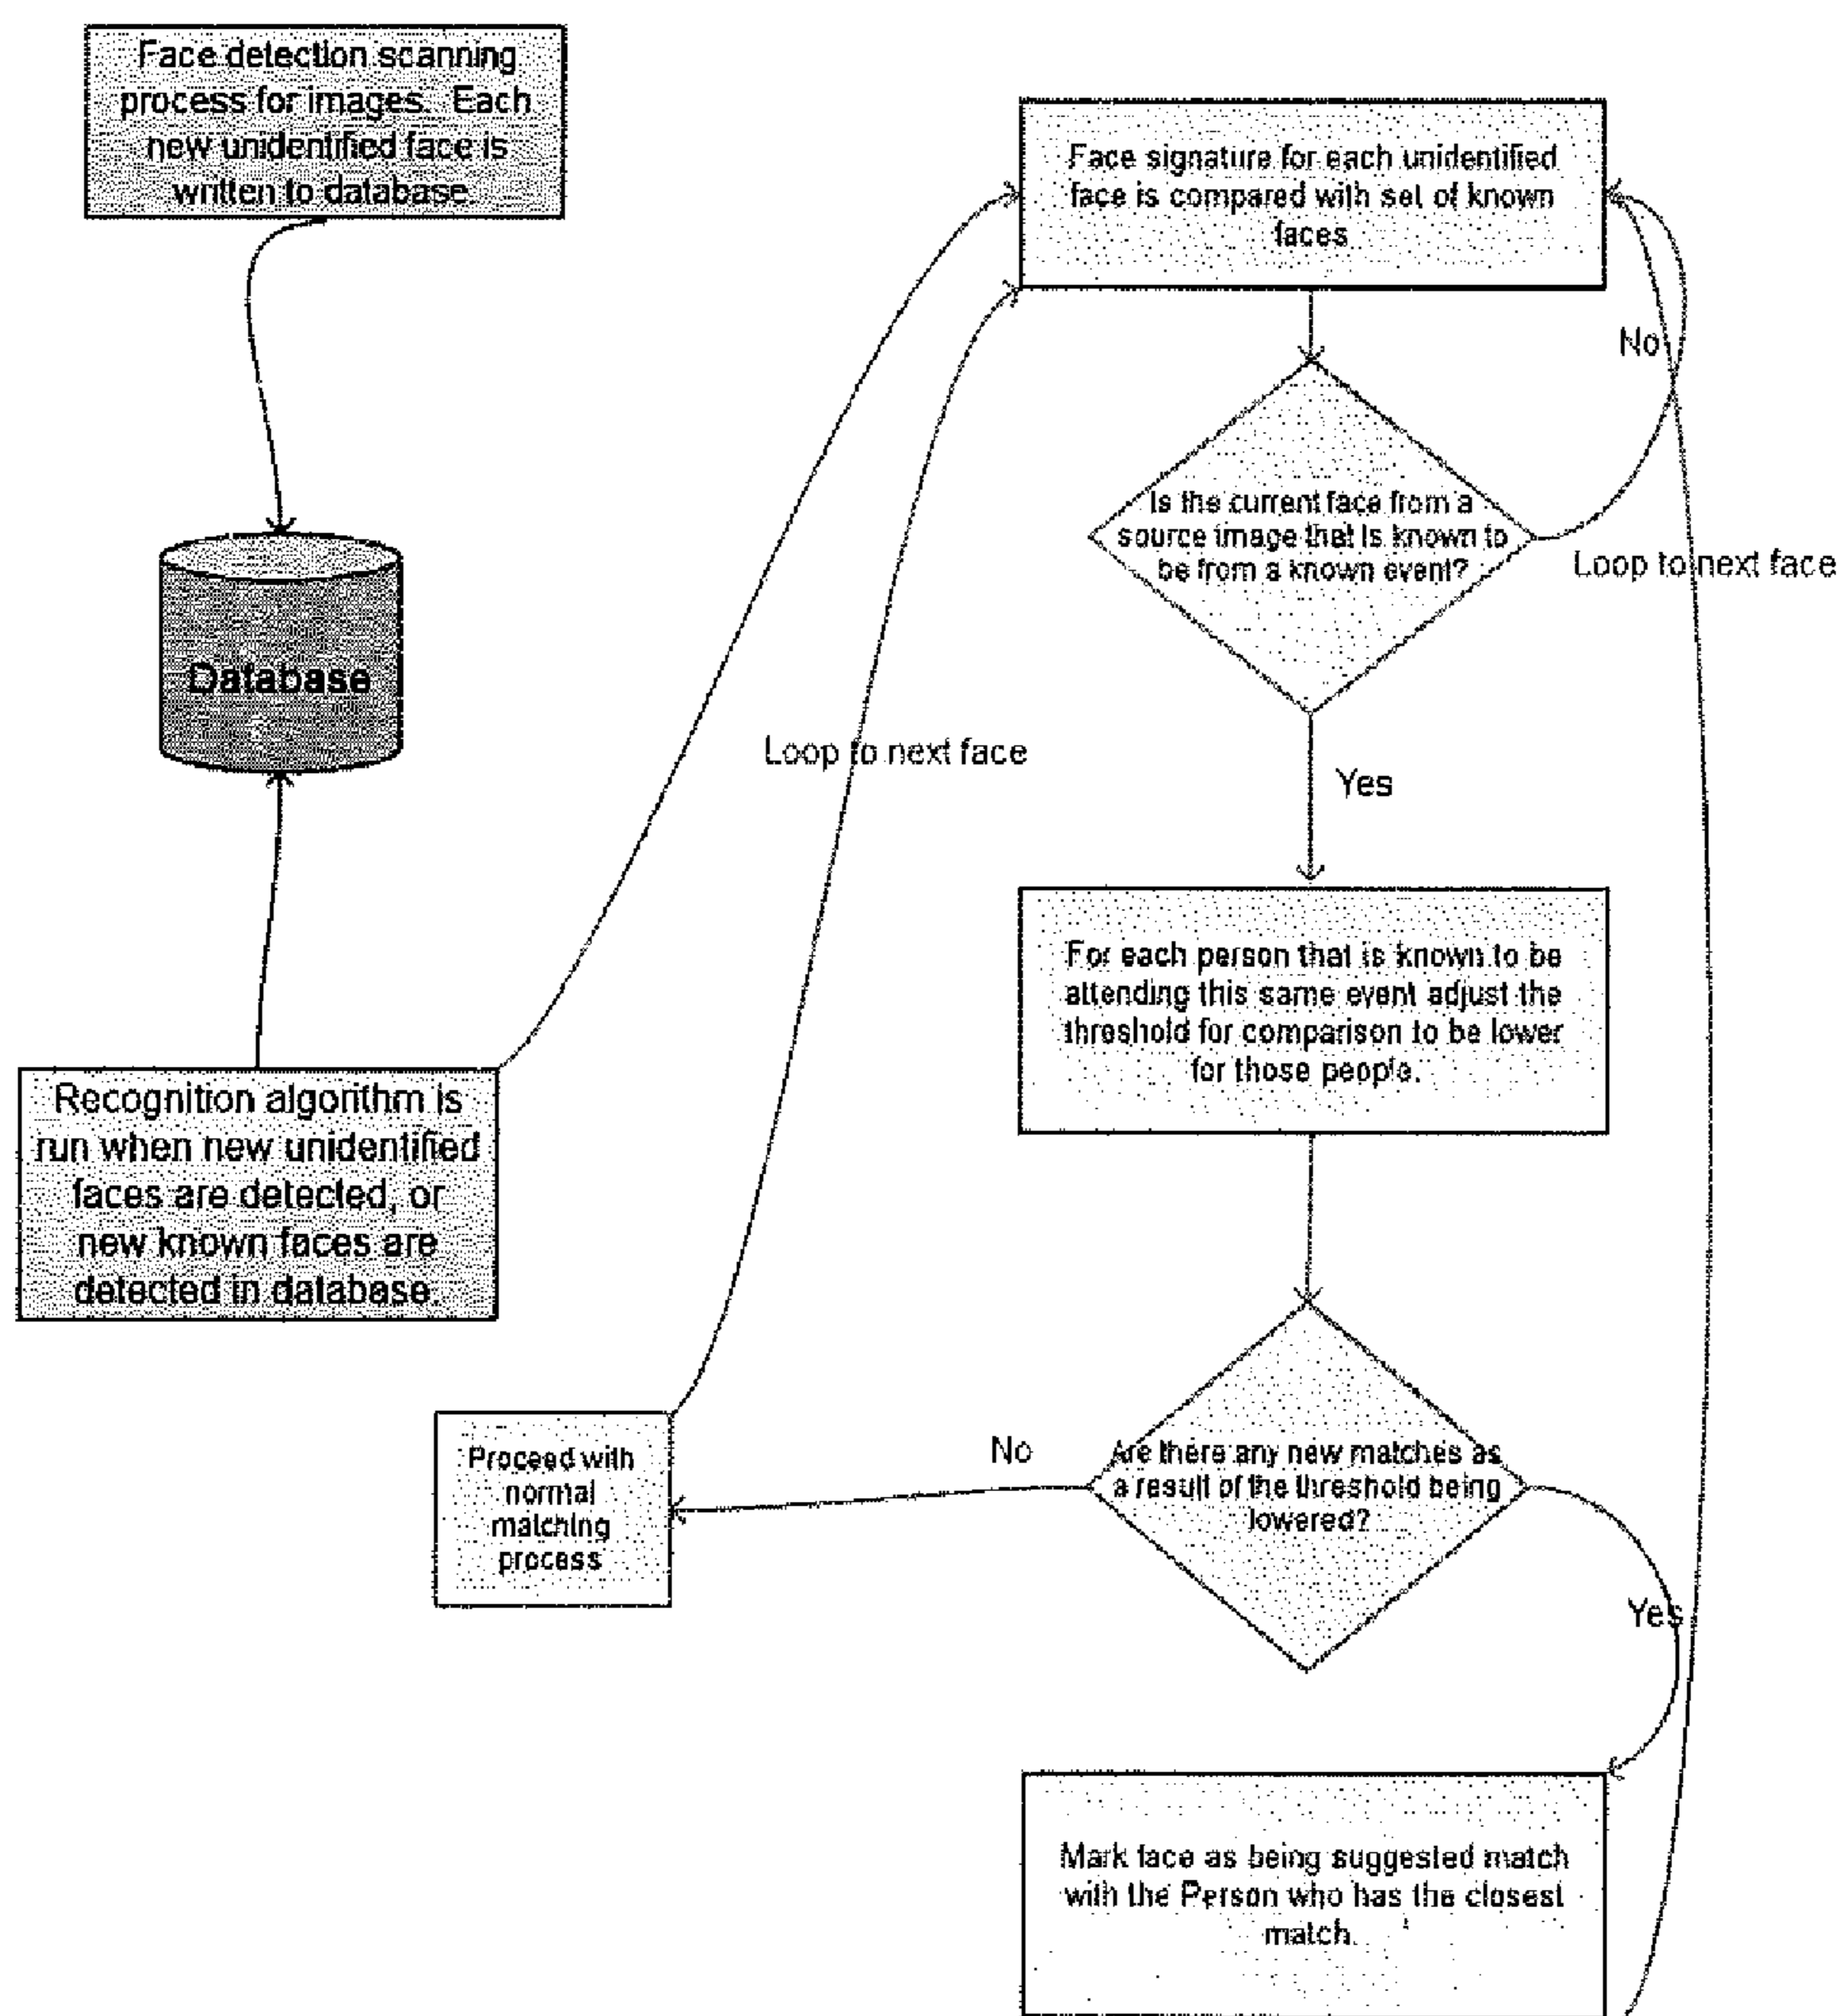 Face detection scanning
process for images. Each
new unidentified face is
written to database.
Database
Recognition algorithm is
run when new unidentified
faces are detected, or
new known faces are
detected in database.
Loop to next face
Proceed with
normal
matching
process
Face signature for each unidentified
face is compared with set of known
faces
No
Is the current face from a
source image that is known to
be from a known event?
Loop to next face
Yes
For each person that is known to be
attending this same event adjust the
threshold for comparison to be lower
for those people.
No
Are there any new matches as
a result of the threshold being
lowered?
Yes
Mark face as being suggested match
with the Person who has the closest
match.